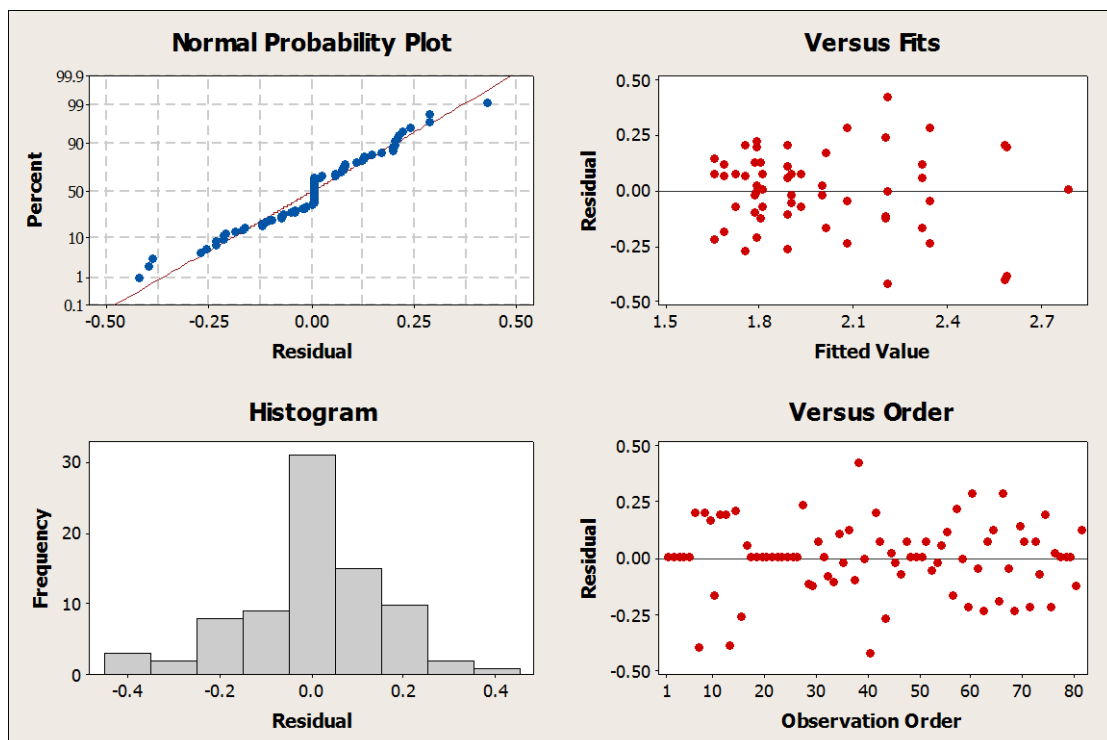 Normal Probability Plot
99.9
99
90
50
10
1
0.1
Percent
-0.50 -0.25 0.00 0.25 0.50
Residual
Versus Fits
0.50
0.25
0.00
-0.25
-0.50
Residual
1.5 1.8 2.1 2.4 2.7
Fitted Value
Histogram
30
20
10
0
Frequency
-0.4 -0.2 0.0 0.2 0.4
Residual
Versus Order
0.50
0.25
0.00
-0.25
-0.50
Residual
1 10 20 30 40 50 60 70 80
Observation Order